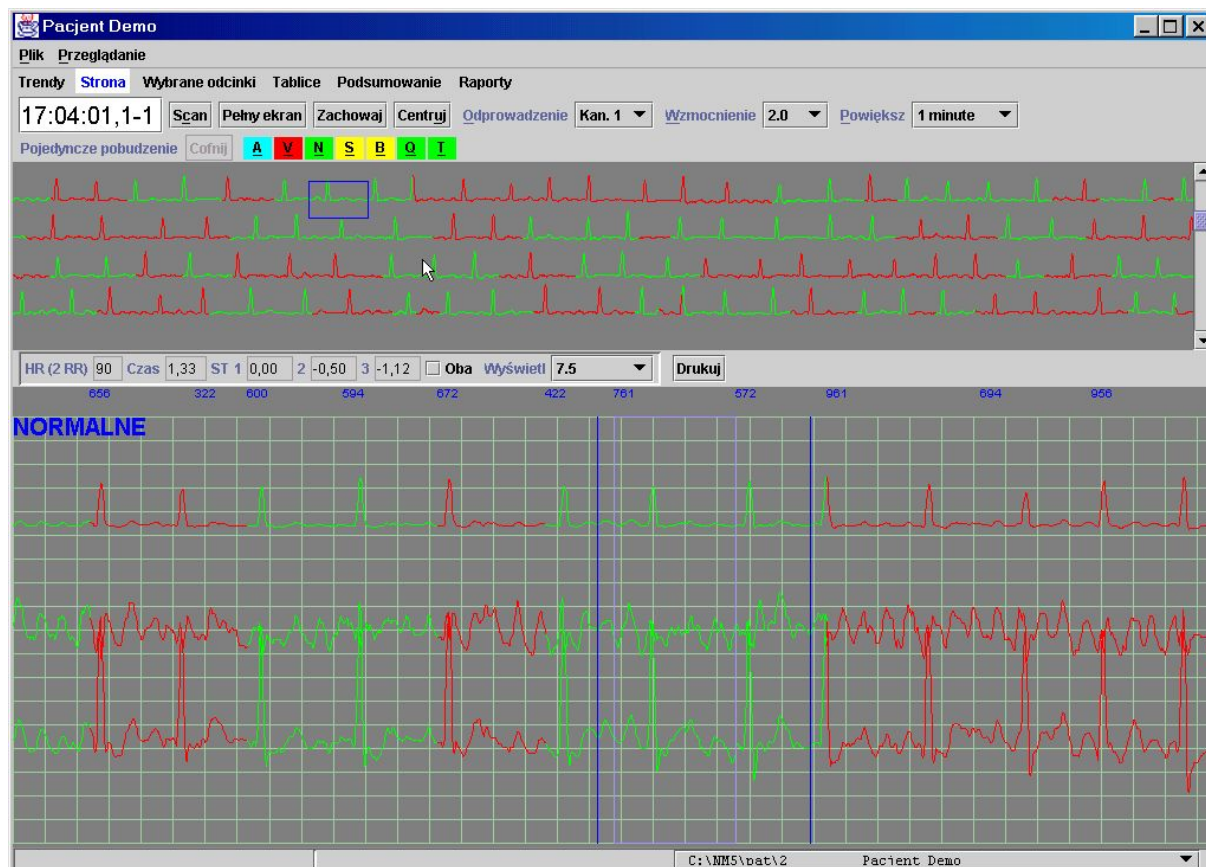 Pacjent Demo
Plik Przeglądanie
Trendy Strona Wybrane odcinki Tablice Podsumowanie Raporty
17:04:01,1-1 Scan Pełny ekran Zachowaj Centruj Odprowadzenie Kan. 1 Wzmocnienie 2.0 Powiększ 1 minute
Pojedyncze pobudzenie Cofnij A V N S B Q T
HR (2 RR) 90 Czas 1,33 ST 1 0,00 2 -0,50 3 -1,12 Oba Wyświetl 7.5 Drukuj
656 322 600 594 672 422 761 572 961 694 956
NORMALNE
C:\NM5\pat\2 Pacjent Demo